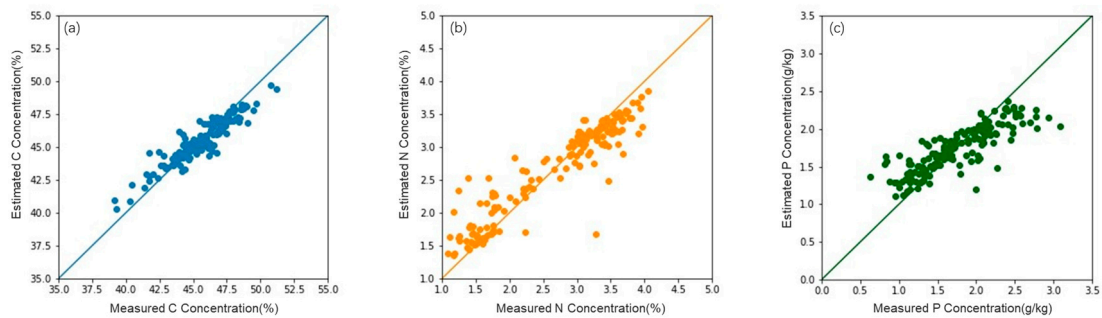 (a)
55.0
52.5
50.0
47.5
45.0
42.5
40.0
37.5
35.0
Estimated C Concentration(%)
35.0 37.5 40.0 42.5 45.0 47.5 50.0 52.5 55.0
Measured C Concentration(%)
(b)
5.0
4.5
4.0
3.5
3.0
2.5
2.0
1.5
1.0
Estimated N Concentration(%)
1.0 1.5 2.0 2.5 3.0 3.5 4.0 4.5 5.0
Measured N Concentration(%)
(c)
3.5
3.0
2.5
2.0
1.5
1.0
0.5
0.0
Estimated P Concentration(g/kg)
0.0 0.5 1.0 1.5 2.0 2.5 3.0 3.5
Measured P Concentration(g/kg)